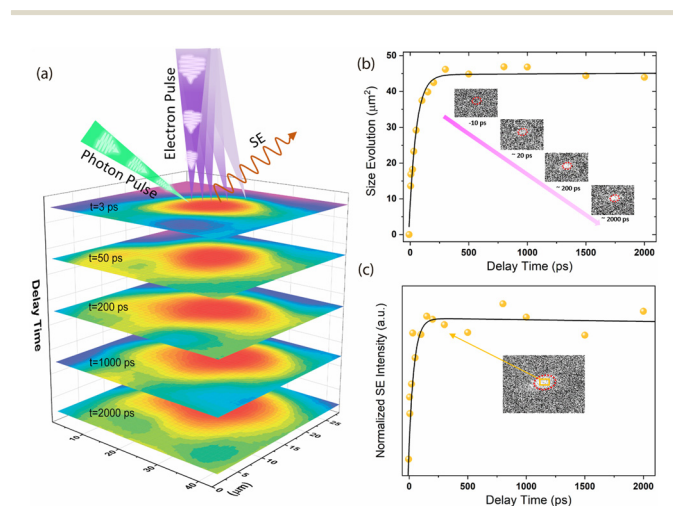 (a)
Electron Pulse
Photon Pulse
SE
t=3 ps
t=50 ps
t=200 ps
t=1000 ps
t=2000 ps
Delay Time
10
20
30
40
0
5
10
15
20
25
(μm)
(b)
Size Evolution (μm²)
50
40
30
20
10
0
-10 ps
~ 20 ps
~ 200 ps
~ 2000 ps
0
500
1000
1500
2000
Delay Time (ps)
(c)
Normalized SE Intensity (a.u.)
0
500
1000
1500
2000
Delay Time (ps)